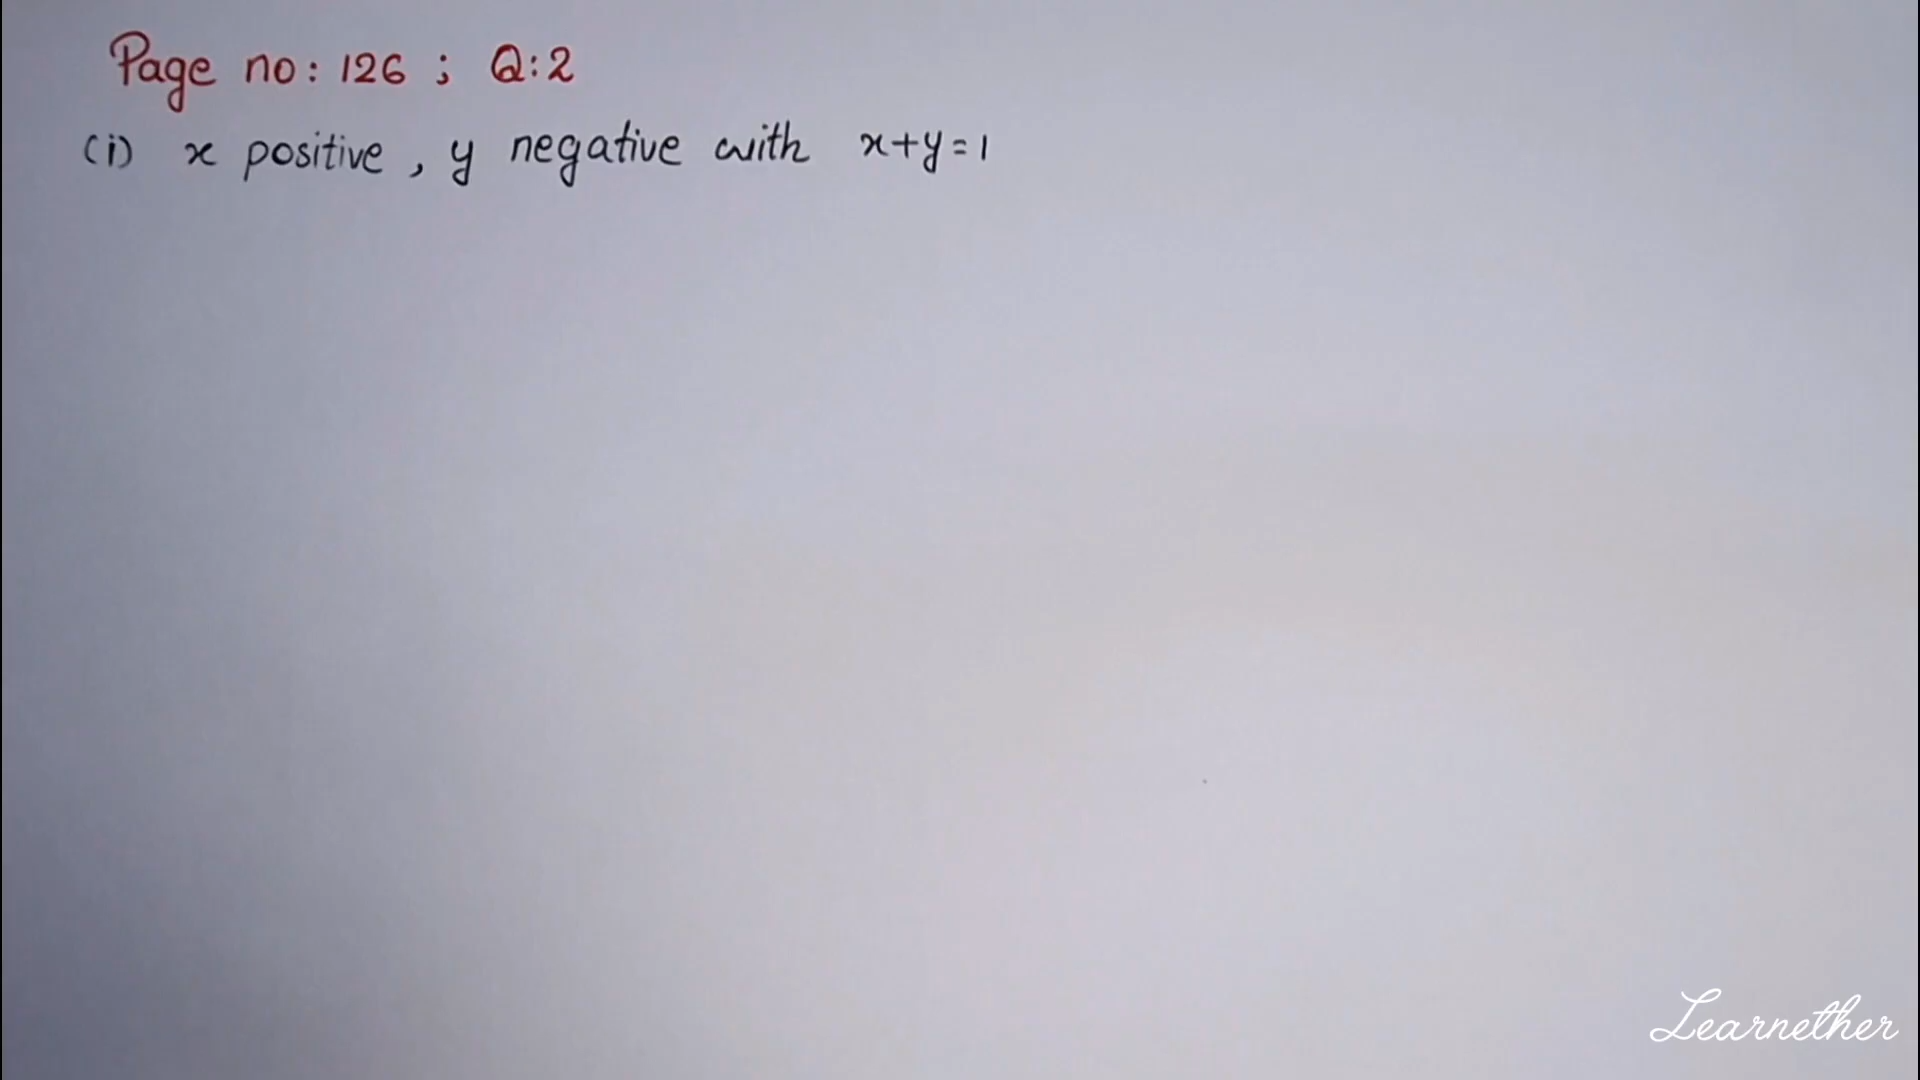 Page no: 126 ; Q:2
(i) x positive, y negative with x+y=1
Learnether